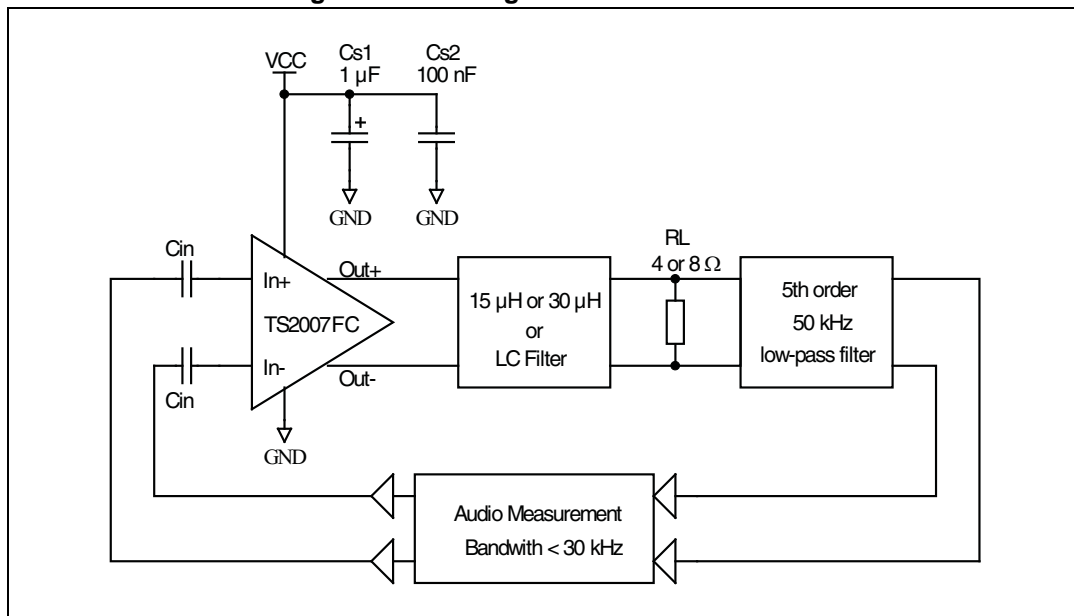 VCC
Cs1
1 µF
Cs2
100 nF
+
GND
GND
Cin
In+
Out+
TS2007FC
In-
Out-
Cin
GND
15 µH or 30 µH
or
LC Filter
RL
4 or 8 Ω
5th order
50 kHz
low-pass filter
Audio Measurement
Bandwith < 30 kHz